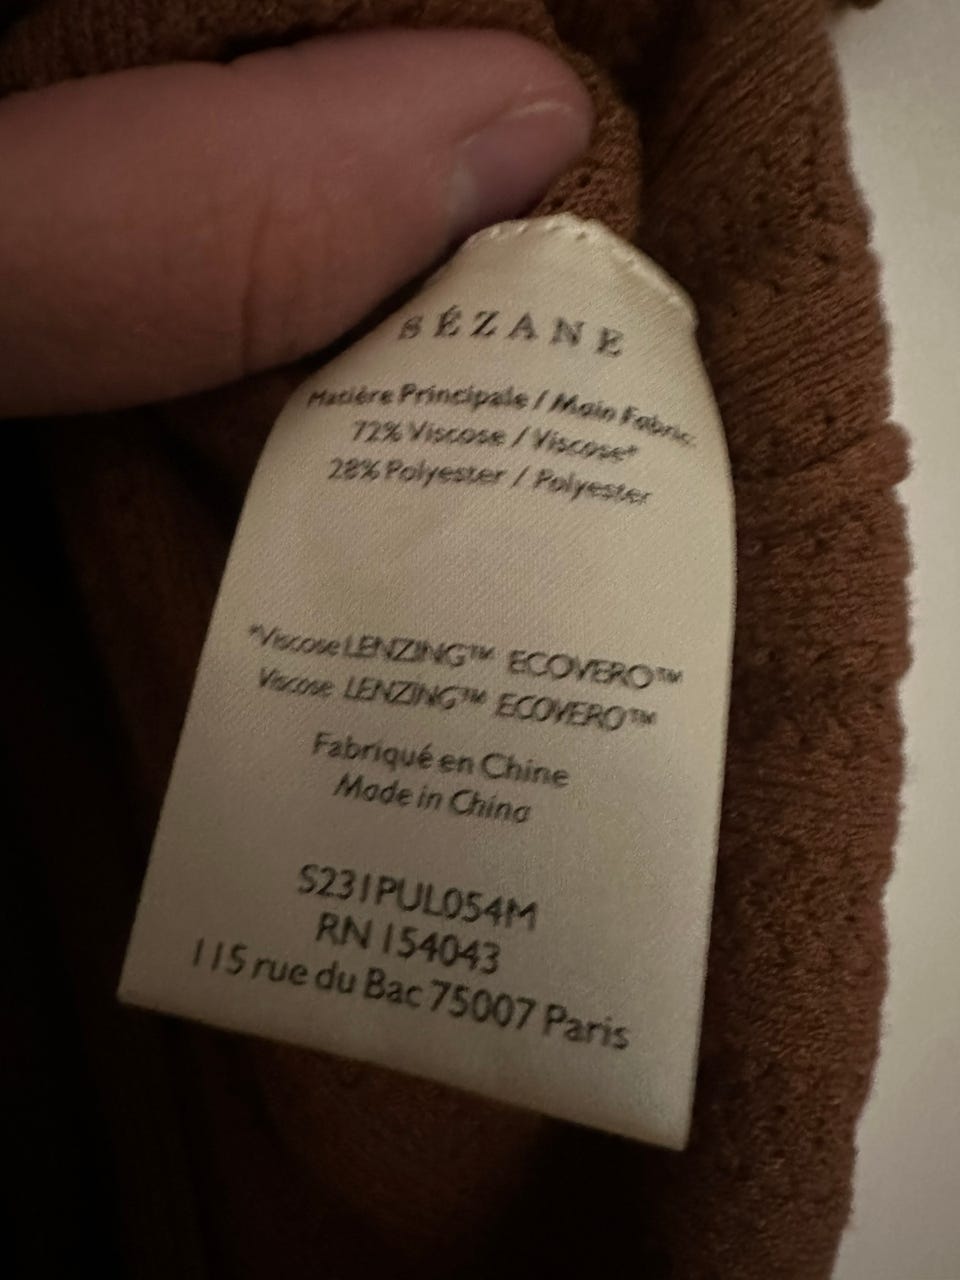 SÉZANE
Matière Principale / Main Fabric:
72% Viscose / Viscose*
28% Polyester / Polyester
*Viscose LENZING™ ECOVERO™
Viscose LENZING™ ECOVERO™
Fabriqué en Chine
Made in China
S231PUL054M
RN 154043
115 rue du Bac 75007 Paris